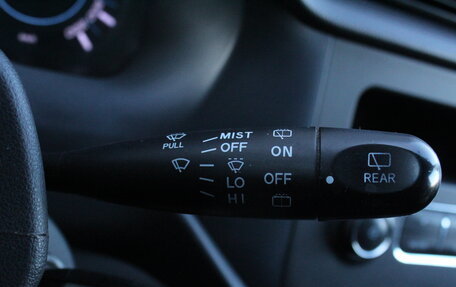 MIST
PULL OFF ON
LO OFF REAR
HI